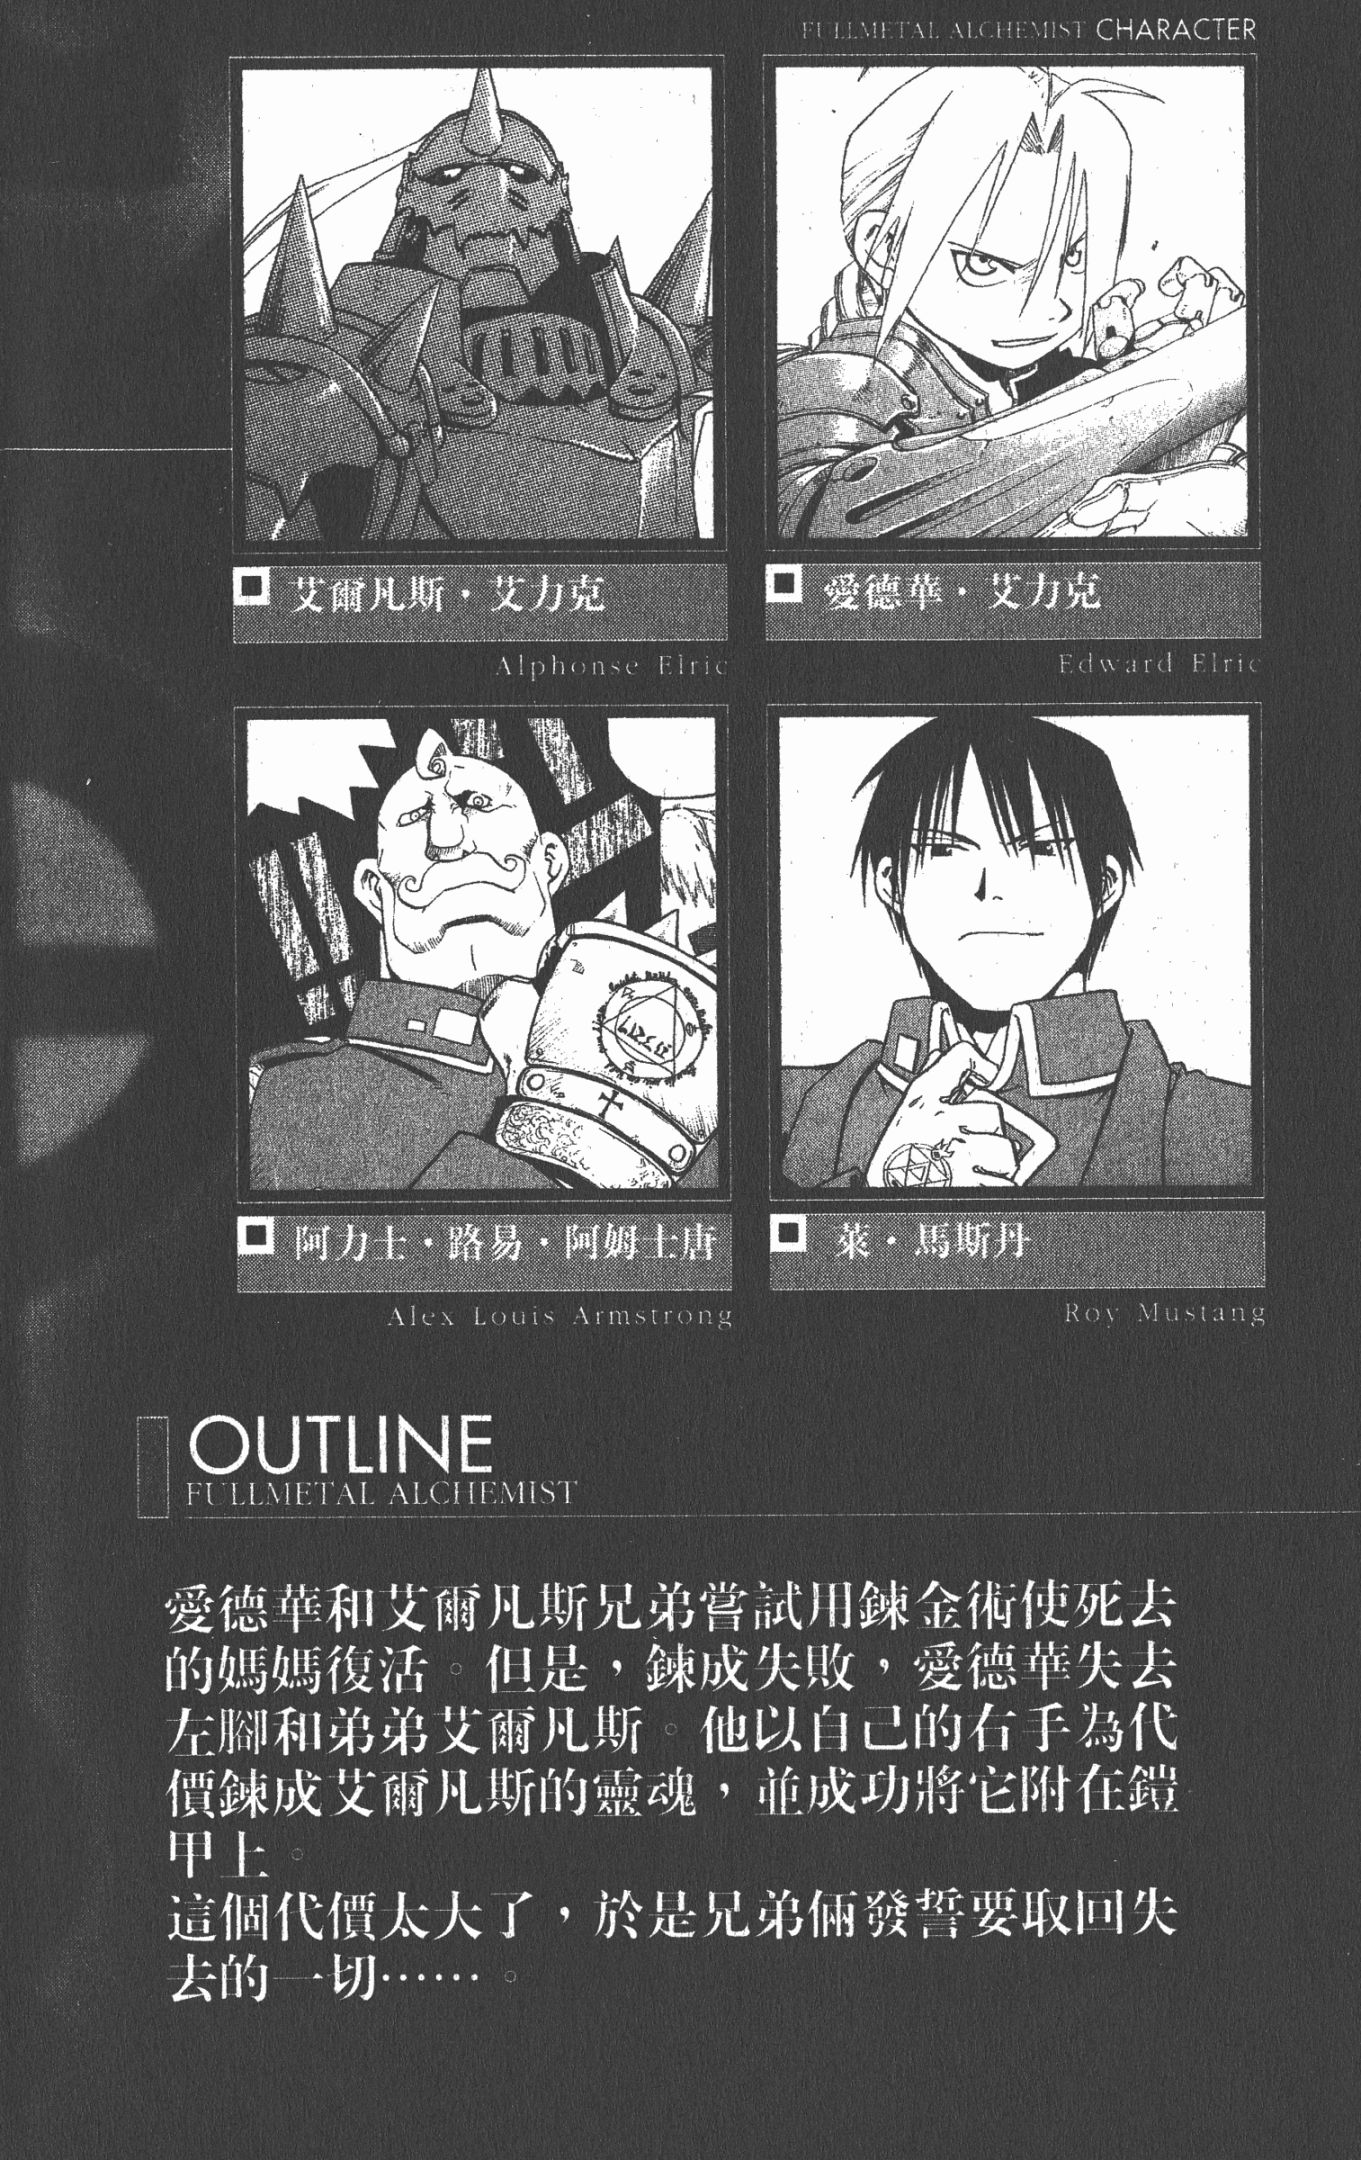 FULLMETAL ALCHEMIST CHARACTER
愛德華・艾力克
Edward Elric
艾爾凡斯・艾力克
Alphonse Elric
萊・馬斯丹
Roy Mustang
阿力士・路易・阿姆士唐
Alex Louis Armstrong
OUTLINE
FULLMETAL ALCHEMIST
愛德華和艾爾凡斯兄弟嘗試用鍊金術使死去
的媽媽復活。但是，鍊成失敗，愛德華失去
左腳和弟弟艾爾凡斯。他以自己的右手為代
價鍊成艾爾凡斯的靈魂，並成功將它附在鎧
甲上。
這個代價太大了，於是兄弟倆發誓要取回失
去的一切……。